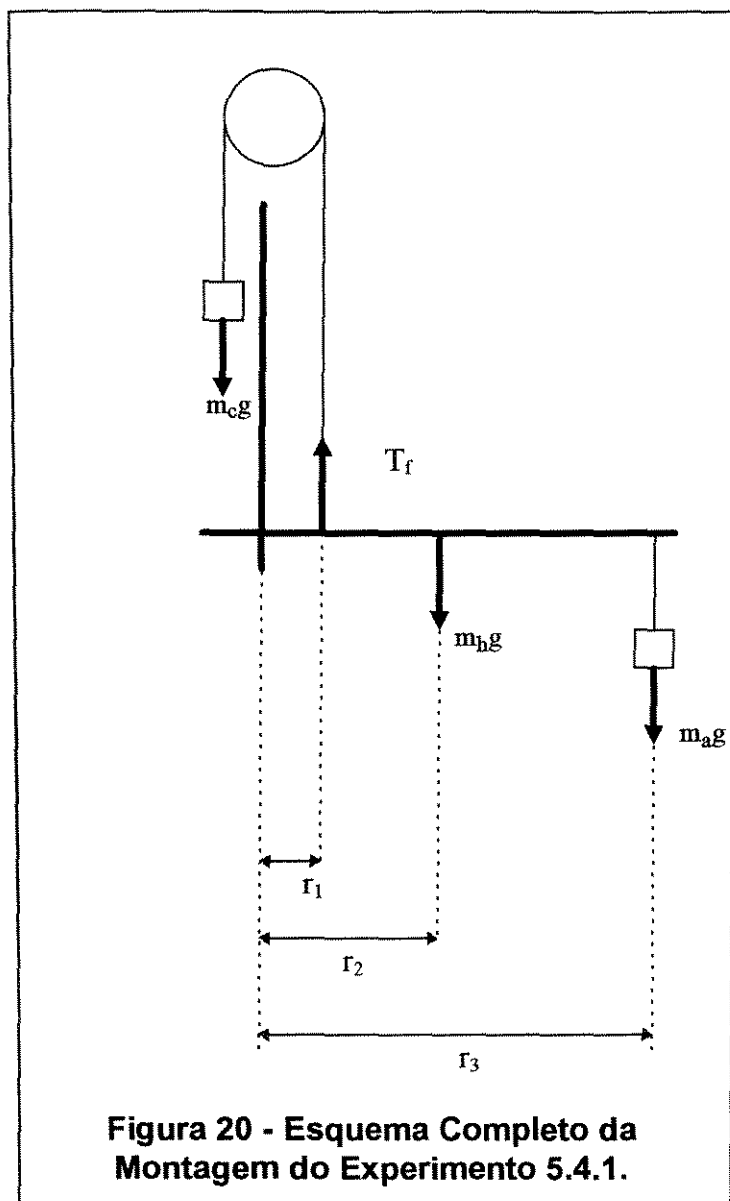 m_cg
T_f
m_hg
m_ag
r_1
r_2
r_3
Figura 20 - Esquema Completo da
Montagem do Experimento 5.4.1.